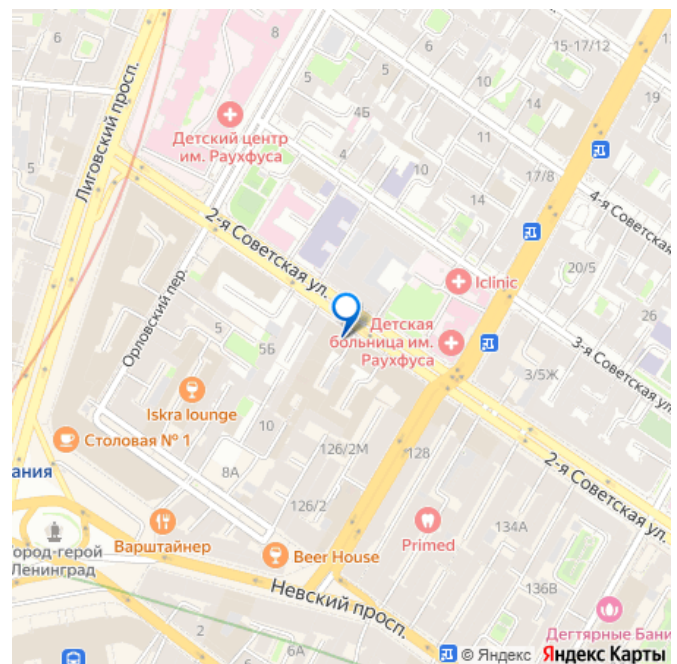 6
8
15-17/12
13
6
5
5
10
19
14
4Б
11
Детский центр
им. Раухфуса
Лиговский просп.
4
10
5
17/8
14
4-я Советская
2-я Советская ул.
20/5
Iclinic
Орловский пер.
26
5
Детская
больница им.
Раухфуса
3-я Советская ул.
5Б
3/5Ж
Iskra lounge
10
Столовая № 1
126/2М
128
2-я Советская ул.
ания
8А
126/2
134А
Варштайнер
Primed
ород-герой
Ленинград
Beer House
136В
Невский просп.
Дегтярные Бани
2
6А
© Яндекс Яндекс Карты